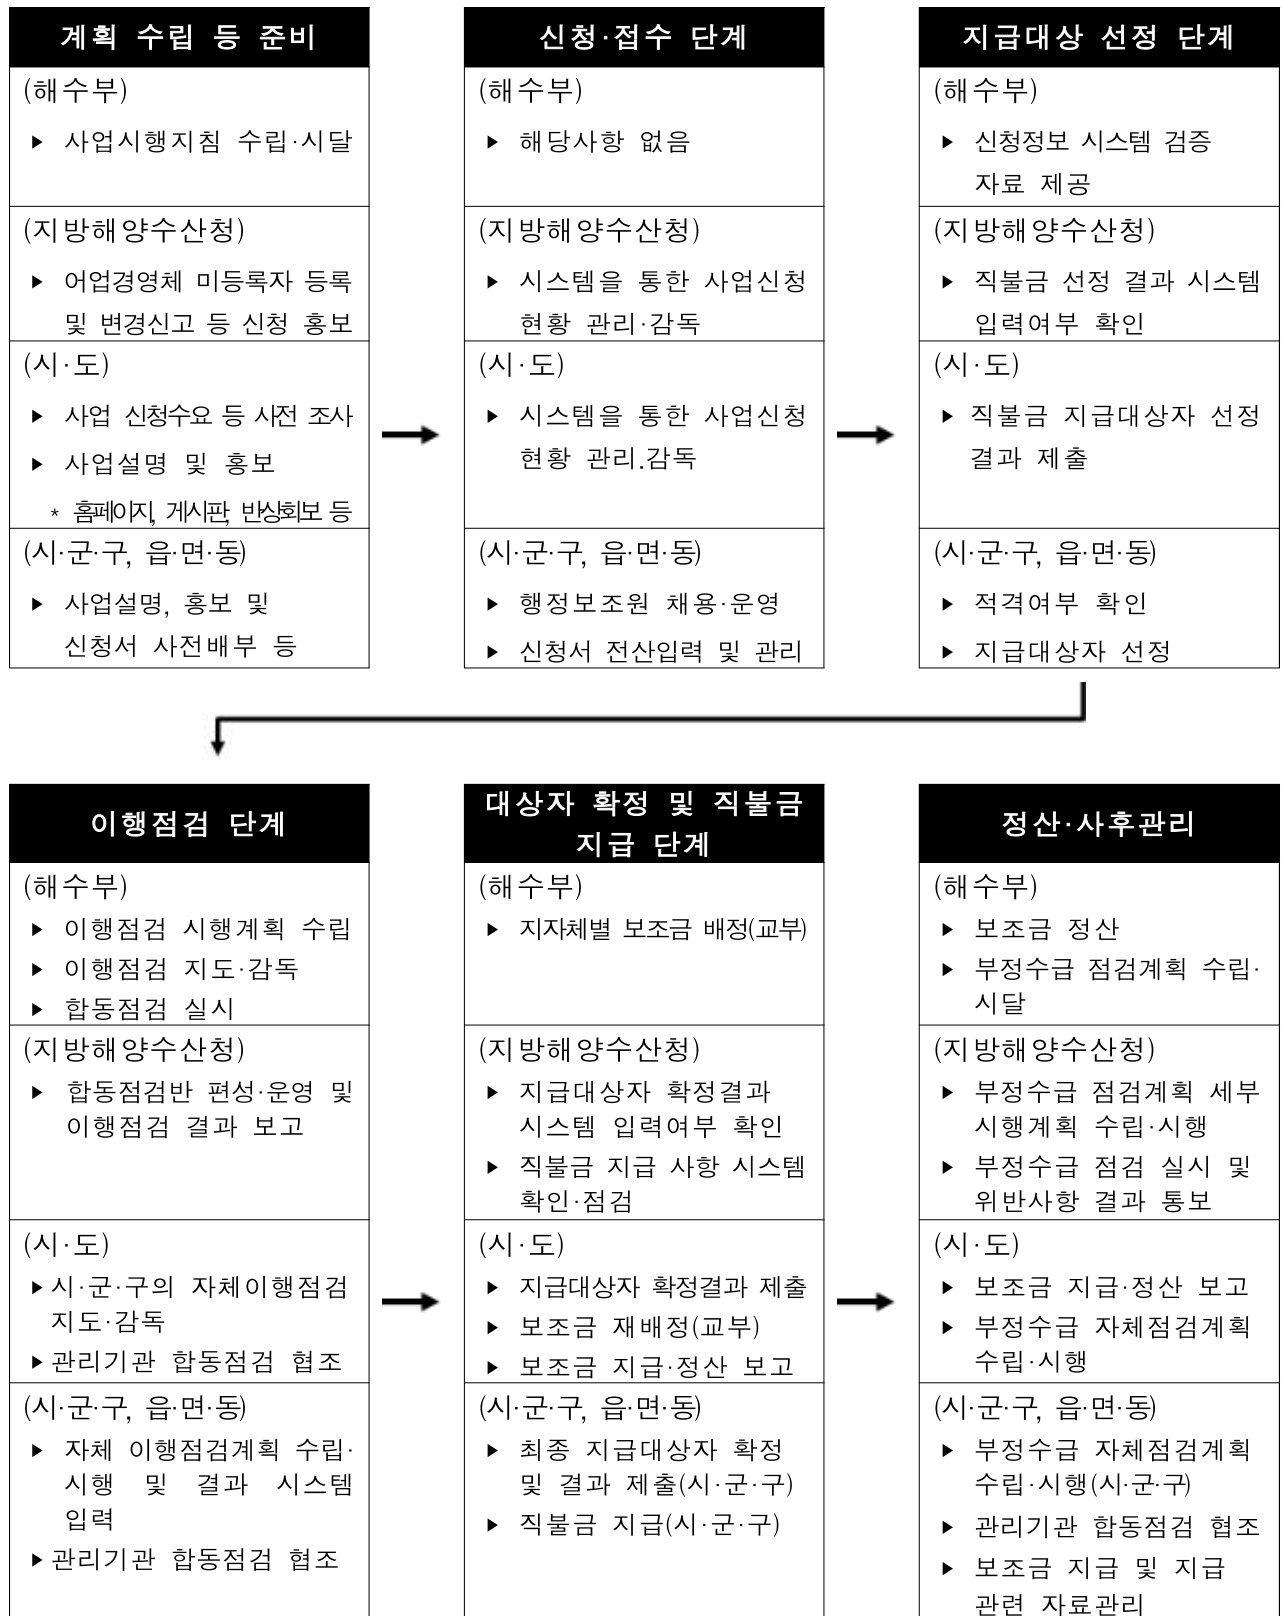 계획 수립 등 준비
(해수부)
▶ 사업시행지침 수립·시달
(지방해양수산청)
▶ 어업경영체 미등록자 등록
및 변경신고 등 신청 홍보
(시·도)
▶ 사업 신청수요 등 사전 조사
▶ 사업설명 및 홍보
* 홈페이지, 게시판, 반상회보 등
(시·군·구, 읍·면·동)
▶ 사업설명, 홍보 및
신청서 사전배부 등
신청·접수 단계
(해수부)
▶ 해당사항 없음
(지방해양수산청)
▶ 시스템을 통한 사업신청
현황 관리·감독
(시·도)
▶ 시스템을 통한 사업신청
현황 관리.감독
(시·군·구, 읍·면·동)
▶ 행정보조원 채용·운영
▶ 신청서 전산입력 및 관리
지급대상 선정 단계
(해수부)
▶ 신청정보 시스템 검증
자료 제공
(지방해양수산청)
▶ 직불금 선정 결과 시스템
입력여부 확인
(시·도)
▶ 직불금 지급대상자 선정
결과 제출
(시·군·구, 읍·면·동)
▶ 적격여부 확인
▶ 지급대상자 선정
이행점검 단계
(해수부)
▶ 이행점검 시행계획 수립
▶ 이행점검 지도·감독
▶ 합동점검 실시
(지방해양수산청)
▶ 합동점검반 편성·운영 및
이행점검 결과 보고
(시·도)
▶시·군·구의 자체이행점검
지도·감독
▶관리기관 합동점검 협조
(시·군·구, 읍·면·동)
▶ 자체 이행점검계획 수립·
시행 및 결과 시스템
입력
▶관리기관 합동점검 협조
대상자 확정 및 직불금
지급 단계
(해수부)
▶ 지자체별 보조금 배정(교부)
(지방해양수산청)
▶ 지급대상자 확정결과
시스템 입력여부 확인
▶ 직불금 지급 사항 시스템
확인·점검
(시·도)
▶ 지급대상자 확정결과 제출
▶ 보조금 재배정(교부)
▶ 보조금 지급·정산 보고
(시·군·구, 읍·면·동)
▶ 최종 지급대상자 확정
및 결과 제출(시·군·구)
▶ 직불금 지급(시·군·구)
정산·사후관리
(해수부)
▶ 보조금 정산
▶ 부정수급 점검계획 수립·
시달
(지방해양수산청)
▶ 부정수급 점검계획 세부
시행계획 수립·시행
▶ 부정수급 점검 실시 및
위반사항 결과 통보
(시·도)
▶ 보조금 지급·정산 보고
▶ 부정수급 자체점검계획
수립·시행
(시·군·구, 읍·면·동)
▶ 부정수급 자체점검계획
수립·시행(시·군·구)
▶ 관리기관 합동점검 협조
▶ 보조금 지급 및 지급
관련 자료관리